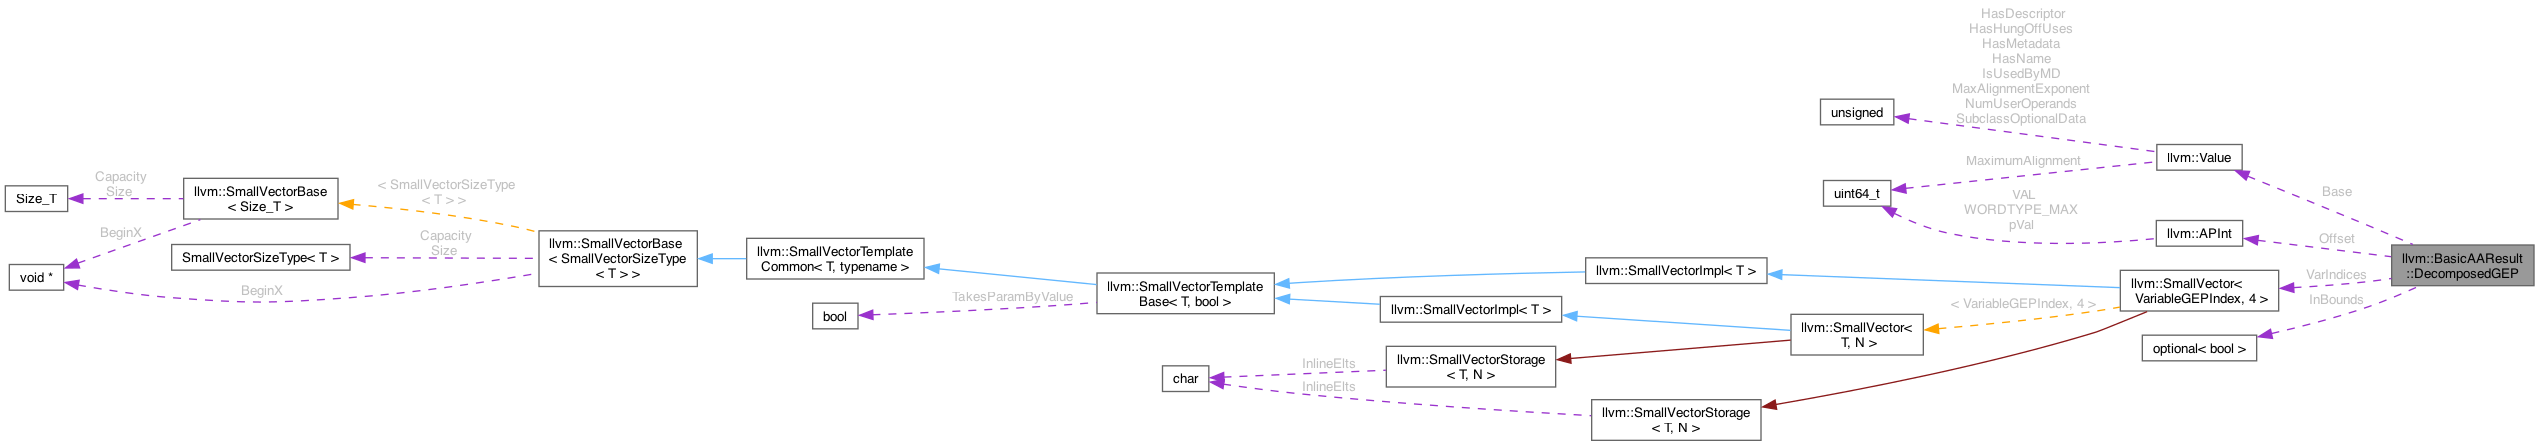 HasDescriptor
HasHungOffUses
HasMetadata
HasName
IsUsedByMD
MaxAlignmentExponent
NumUserOperands
SubclassOptionalData
unsigned
llvm::Value
MaximumAlignment
uint64_t
VAL
WORDTYPE_MAX
pVal
Base
llvm::APInt
Offset
llvm::BasicAAResult
::DecomposedGEP
VarIndices
InBounds
optional< bool >
Capacity
Size
Size_T
llvm::SmallVectorBase
< Size_T >
< SmallVectorSizeType
< T > >
BeginX
void *
SmallVectorSizeType< T >
Capacity
Size
BeginX
llvm::SmallVectorBase
< SmallVectorSizeType
< T > >
llvm::SmallVectorTemplate
Common< T, typename >
bool
TakesParamByValue
llvm::SmallVectorTemplate
Base< T, bool >
llvm::SmallVectorImpl< T >
llvm::SmallVectorImpl< T >
llvm::SmallVector<
VariableGEPIndex, 4 >
< VariableGEPIndex, 4 >
llvm::SmallVector<
T, N >
char
InlineElts
InlineElts
llvm::SmallVectorStorage
< T, N >
llvm::SmallVectorStorage
< T, N >